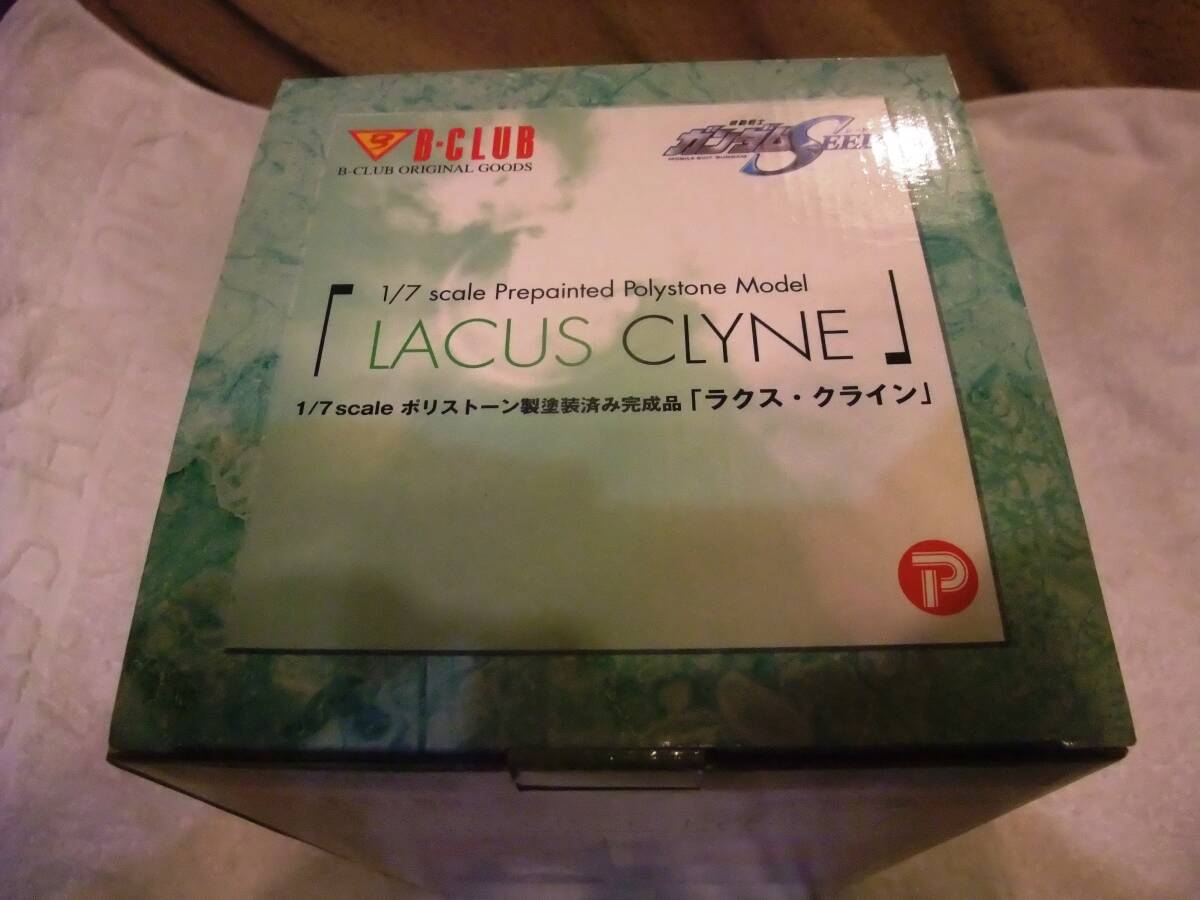 B-CLUB
B-CLUB ORIGINAL GOODS
機動戦士
ガンダムSEED
MOBILE SUIT GUNDAM
1/7 scale Prepainted Polystone Model
「LACUS CLYNE」
1/7 scale ポリストーン製塗装済み完成品「ラクス・クライン」
P